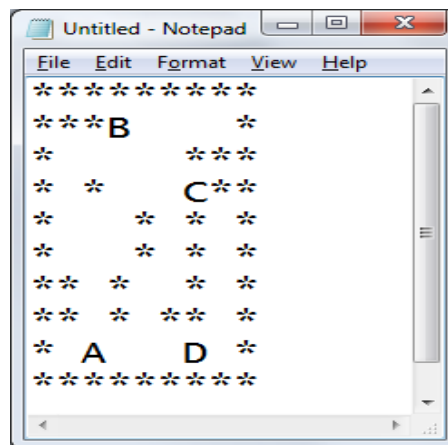 Untitled - Notepad
File Edit Format View Help
*********
***B    *
*     ***
* *   C**
*   * * *
*   * * *
** *  * *
** * ** *
* A   D *
*********